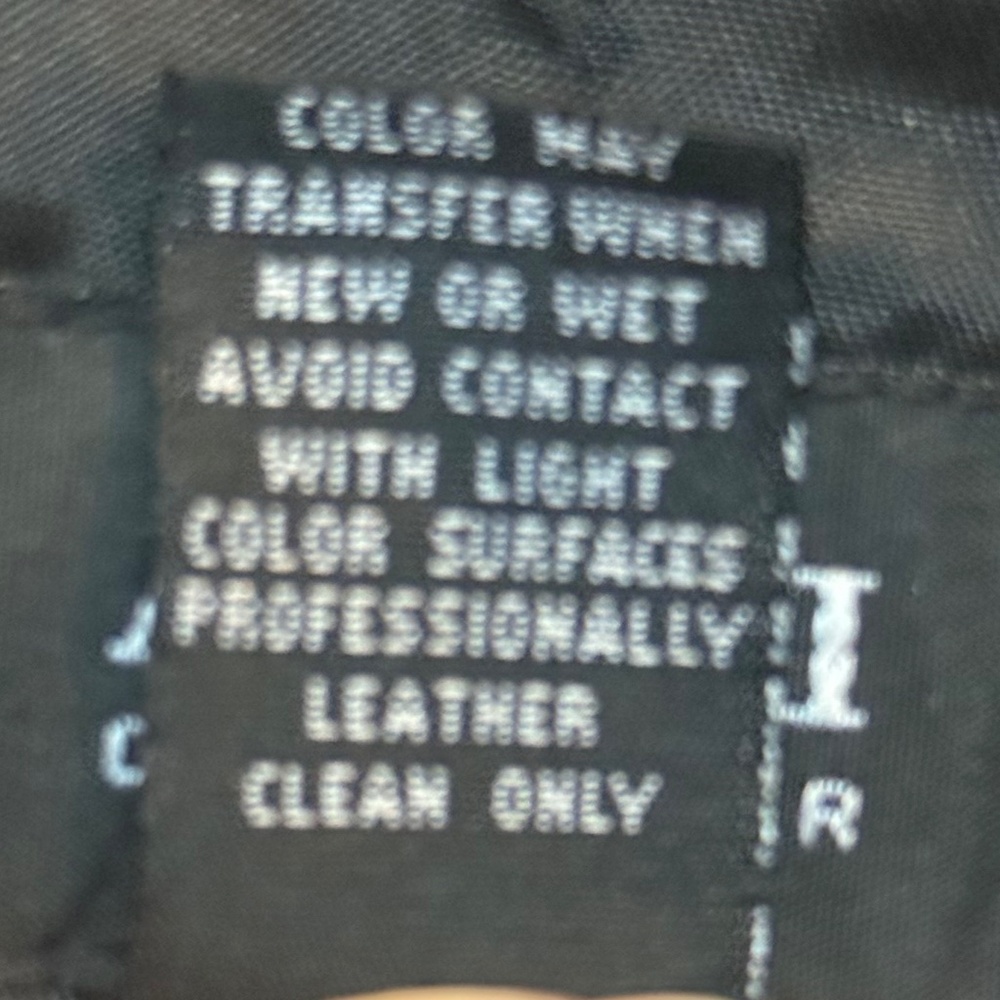 COLOR MAY
TRANSFER WHEN
NEW OR WET
AVOID CONTACT
WITH LIGHT
COLOR SURFACES
PROFESSIONALLY
LEATHER
CLEAN ONLY
I
R
C